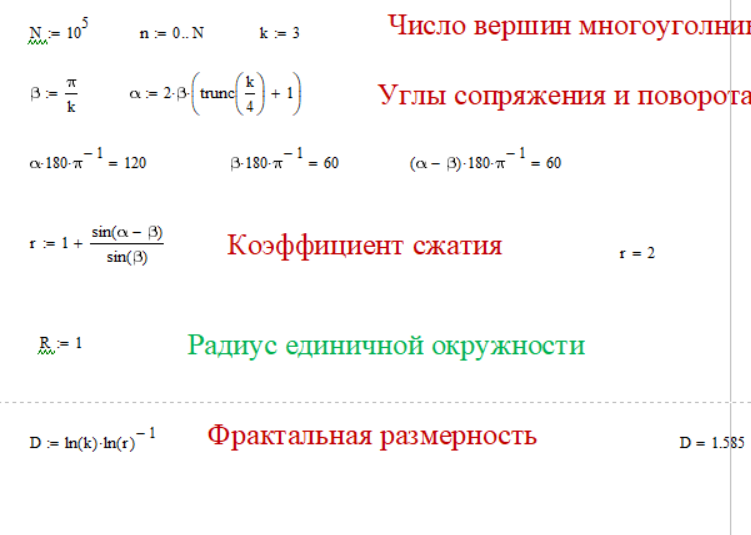 N := 10^5 n := 0.. N k := 3 Число вершин многоугольни
β := π/k α := 2·β·(trunc(k/4) + 1) Углы сопряжения и поворота
α·180·π^−1 = 120 β·180·π^−1 = 60 (α − β)·180·π^−1 = 60
r := 1 + sin(α − β)/sin(β) Коэффициент сжатия r = 2
R := 1 Радиус единичной окружности
D := ln(k)·ln(r)^−1 Фрактальная размерность D = 1.585